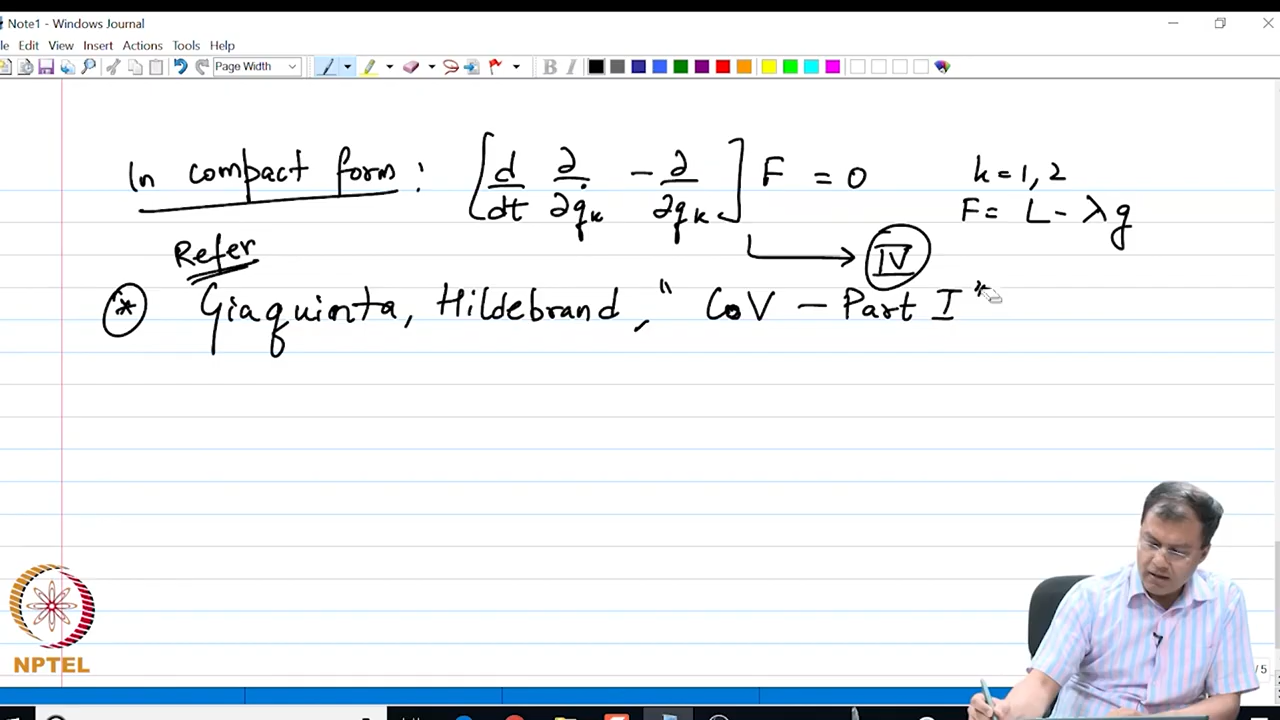 Note1 - Windows Journal
le Edit View Insert Actions Tools Help
Page Width
In compact form : [d/dt ∂/∂q̇ₖ − ∂/∂qₖ] F = 0 k = 1, 2
F = L − λg
IV
Refer
* Giaquinta, Hildebrand, " CoV − Part I "
NPTEL
/ 5